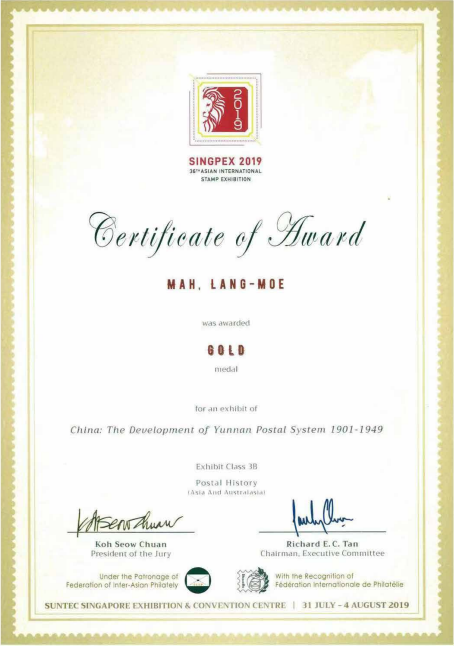 2019
SINGPEX 2019
36TH ASIAN INTERNATIONAL
STAMP EXHIBITION
Certificate of Award
MAH, LANG-MOE
was awarded
GOLD
medal
for an exhibit of
China: The Development of Yunnan Postal System 1901-1949
Exhibit Class 3B
Postal History
(Asia And Australasia)
Koh Seow Chuan
President of the Jury
Richard E. C. Tan
Chairman, Executive Committee
Under the Patronage of
Federation of Inter-Asian Philately
With the Recognition of
Fédération Internationale de Philatélie
SUNTEC SINGAPORE EXHIBITION & CONVENTION CENTRE | 31 JULY - 4 AUGUST 2019